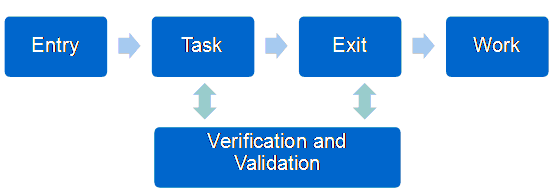 Entry
Task
Exit
Work
Verification and
Validation